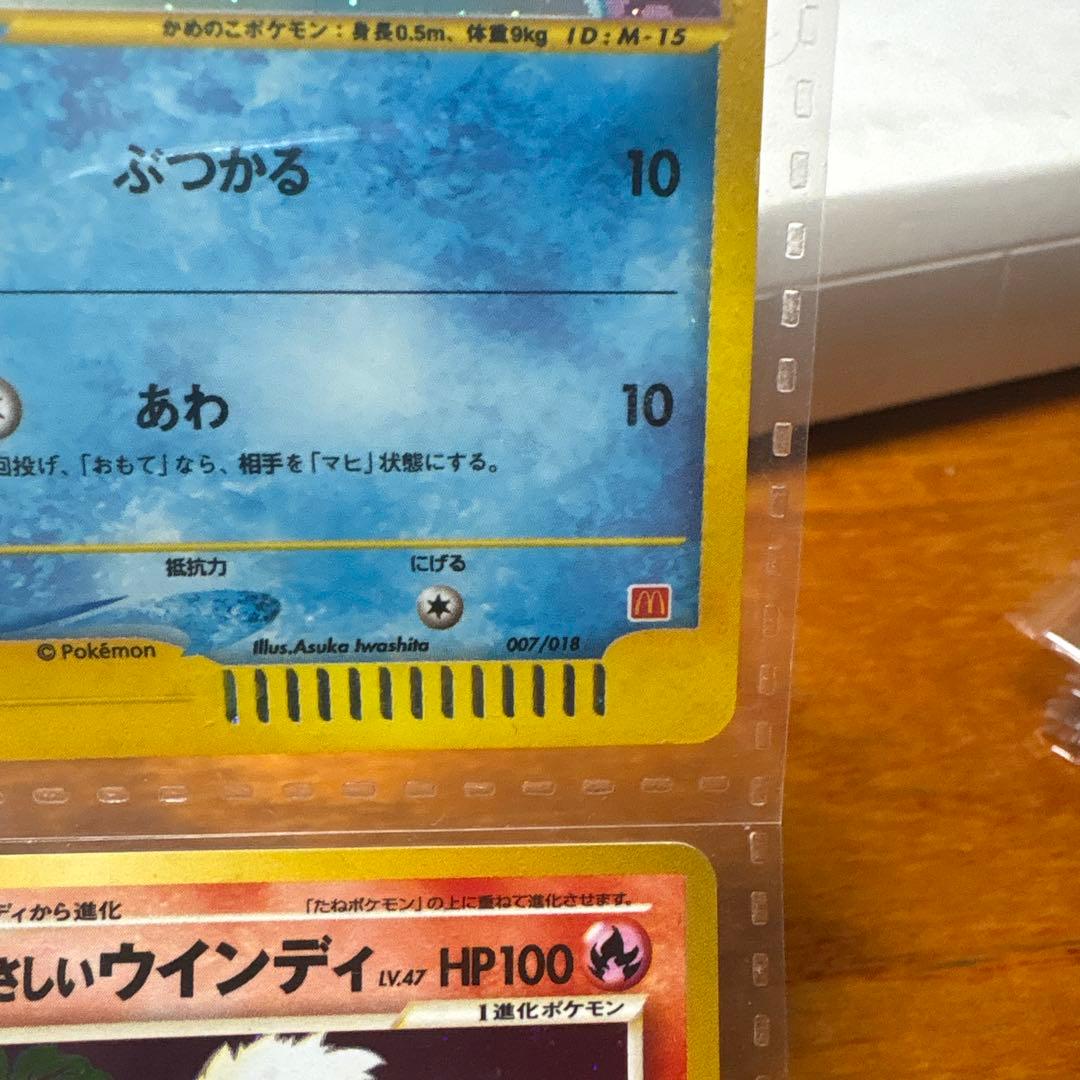 かめのこポケモン：身長0.5m、体重9kg ID:M-15
ぶつかる 10
あわ 10
回投げ、「おもて」なら、相手を「マヒ」状態にする。
抵抗力 にげる
©Pokémon Illus.Asuka Iwashita 007/018
ディから進化 「たねポケモン」の上に重ねて進化させます。
さしいウインディ LV.47 HP100
1進化ポケモン